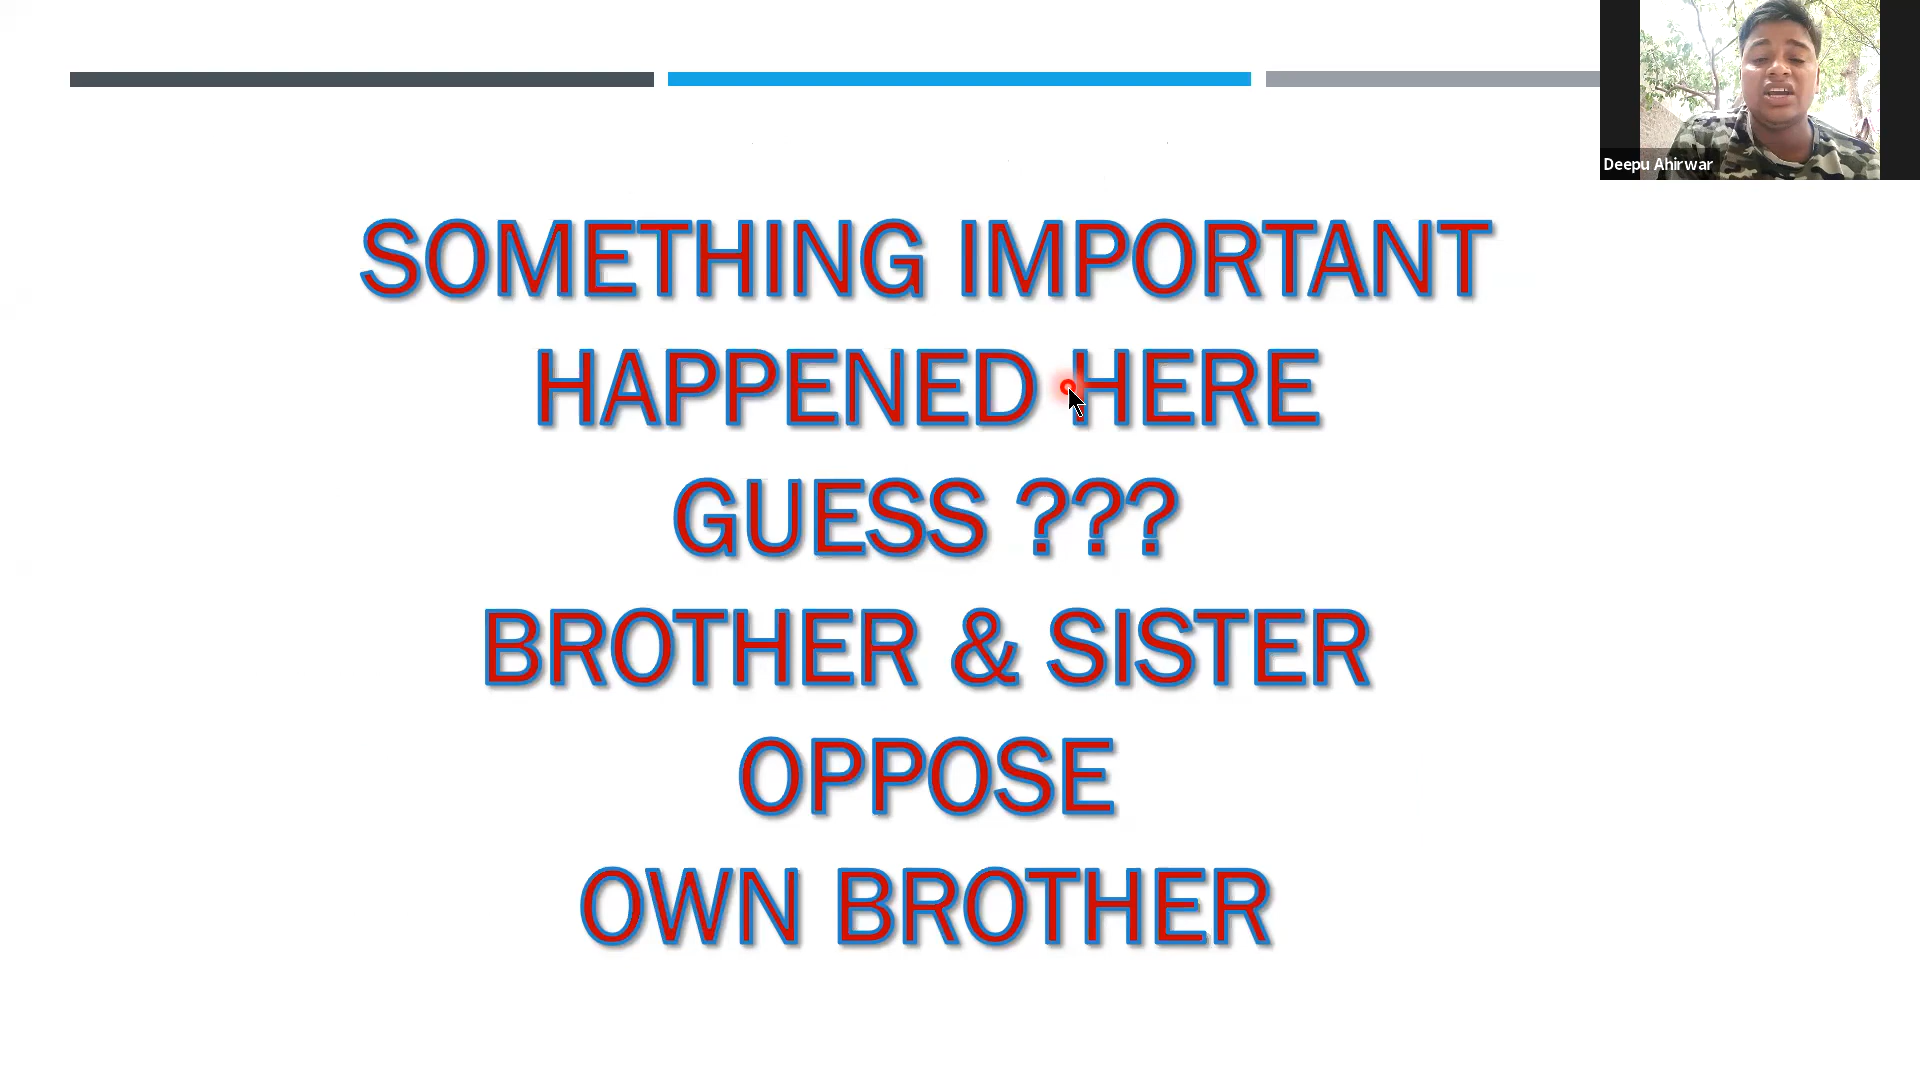 Deepu Ahirwar
SOMETHING IMPORTANT
HAPPENED HERE
GUESS ???
BROTHER & SISTER
OPPOSE
OWN BROTHER